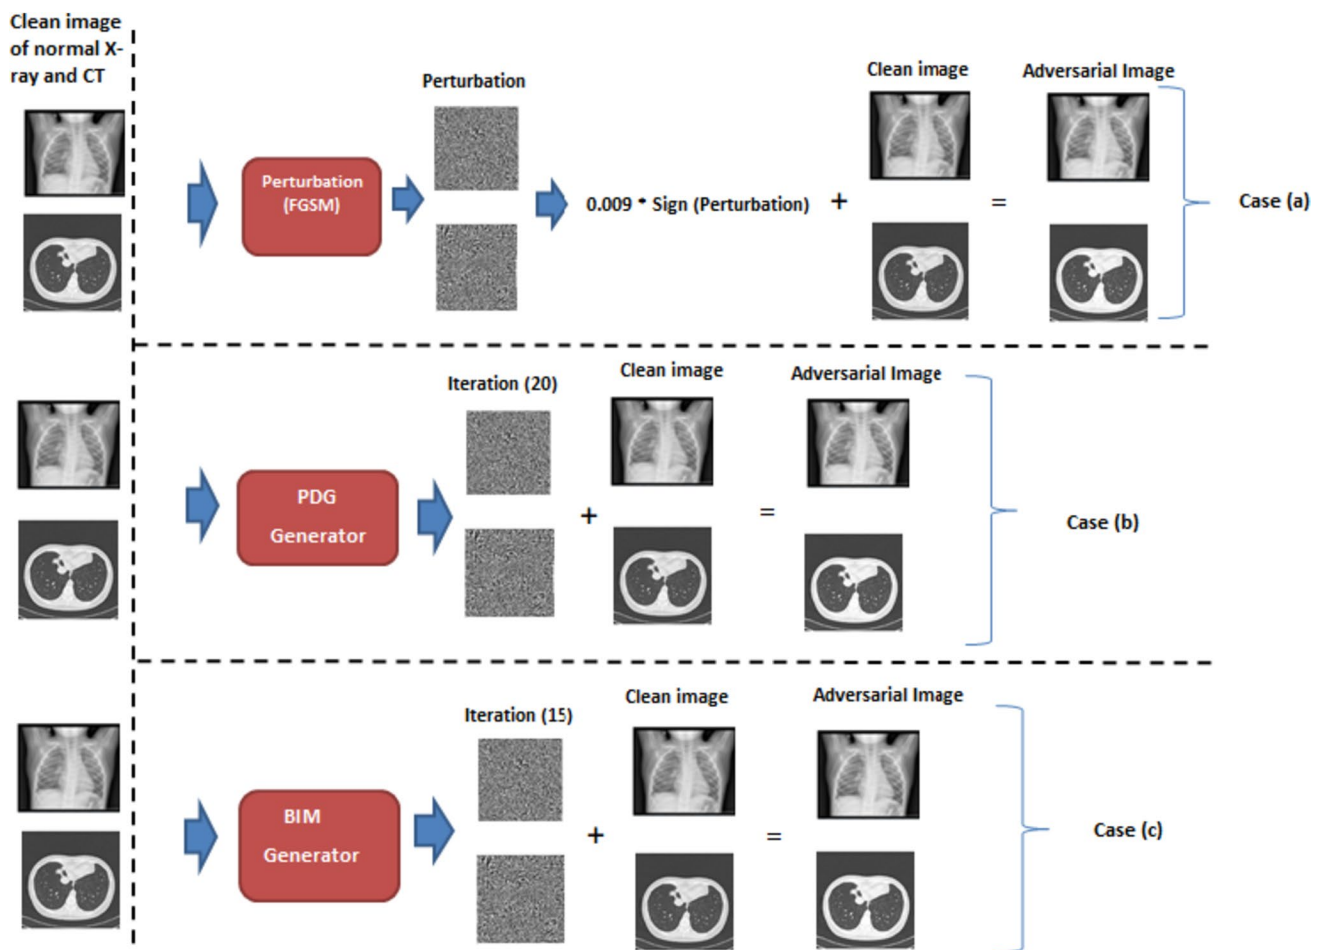 Clean image
of normal X-
ray and CT
Perturbation
Clean image
Adversarial Image
Perturbation
(FGSM)
0.009 * Sign (Perturbation)
+
=
Case (a)
Iteration (20)
Clean image
Adversarial Image
PDG
Generator
+
=
Case (b)
Iteration (15)
Clean image
Adversarial Image
BIM
Generator
+
=
Case (c)